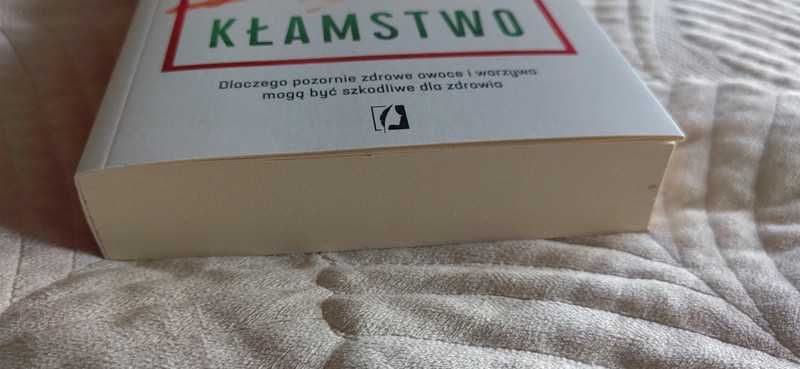 KŁAMSTWO
Dlaczego pozornie zdrowe owoce i warzywa
mogą być szkodliwe dla zdrowia